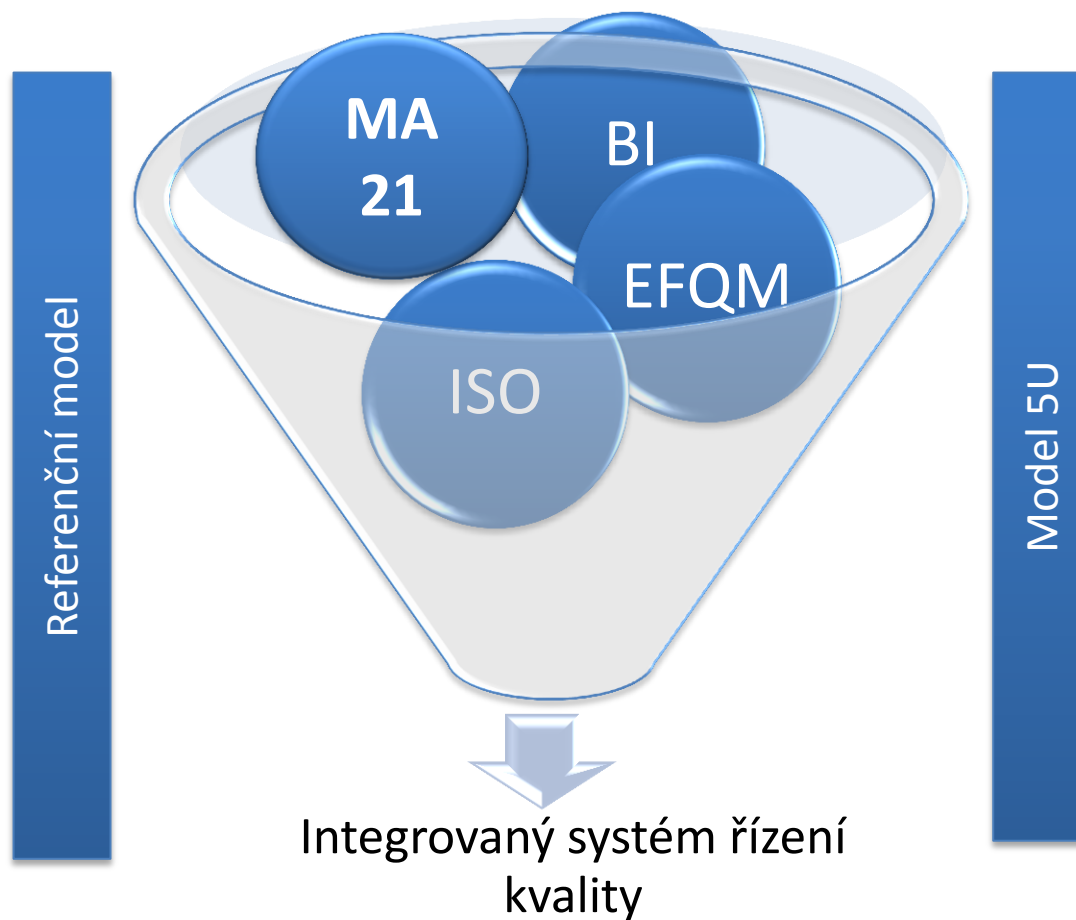 MA
21
BI
EFQM
ISO
Referenční model
Model 5U
Integrovaný systém řízení
kvality